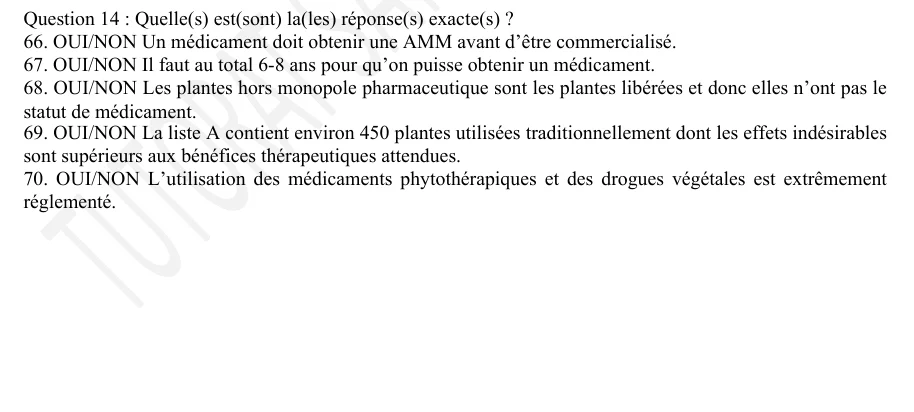 Question 14 : Quelle(s) est(sont) la(les) réponse(s) exacte(s) ?
66. OUI/NON Un médicament doit obtenir une AMM avant d’être commercialisé.
67. OUI/NON Il faut au total 6-8 ans pour qu’on puisse obtenir un médicament.
68. OUI/NON Les plantes hors monopole pharmaceutique sont les plantes libérées et donc elles n’ont pas le
statut de médicament.
69. OUI/NON La liste A contient environ 450 plantes utilisées traditionnellement dont les effets indésirables
sont supérieurs aux bénéfices thérapeutiques attendues.
70. OUI/NON L’utilisation des médicaments phytothérapiques et des drogues végétales est extrêmement
réglementé.